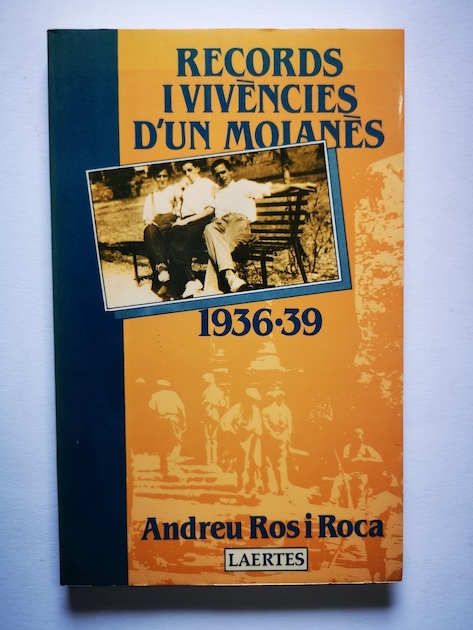 RECORDS
I VIVÈNCIES
D'UN MOIANÈS
1936·39
Andreu Ros i Roca
LAERTES